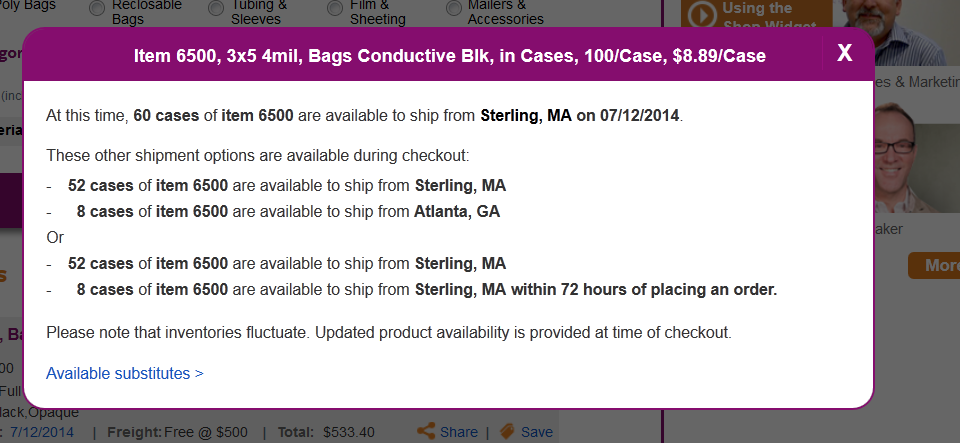 Poly Bags
Reclosable
Bags
Tubing &
Sleeves
Film &
Sheeting
Mailers &
Accessories
Using the
Shop Widget
Item 6500, 3x5 4mil, Bags Conductive Blk, in Cases, 100/Case, $8.89/Case
X
At this time, 60 cases of item 6500 are available to ship from Sterling, MA on 07/12/2014.
These other shipment options are available during checkout:
- 52 cases of item 6500 are available to ship from Sterling, MA
- 8 cases of item 6500 are available to ship from Atlanta, GA
Or
- 52 cases of item 6500 are available to ship from Sterling, MA
- 8 cases of item 6500 are available to ship from Sterling, MA within 72 hours of placing an order.
Please note that inventories fluctuate. Updated product availability is provided at time of checkout.
Available substitutes >
es & Marketin
aker
More
Full
lack,Opaque
: 7/12/2014 | Freight: Free @ $500 | Total: $533.40 Share | Save